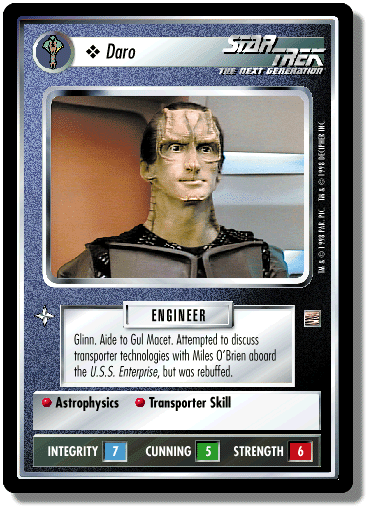 ❖ Daro
STAR TREK
THE NEXT GENERATION
TM & © 1998 PAR. PIC. TM & © 1998 DECIPHER INC.
ENGINEER
Glinn. Aide to Gul Macet. Attempted to discuss
transporter technologies with Miles O'Brien aboard
the U.S.S. Enterprise, but was rebuffed.
Astrophysics Transporter Skill
INTEGRITY 7 CUNNING 5 STRENGTH 6